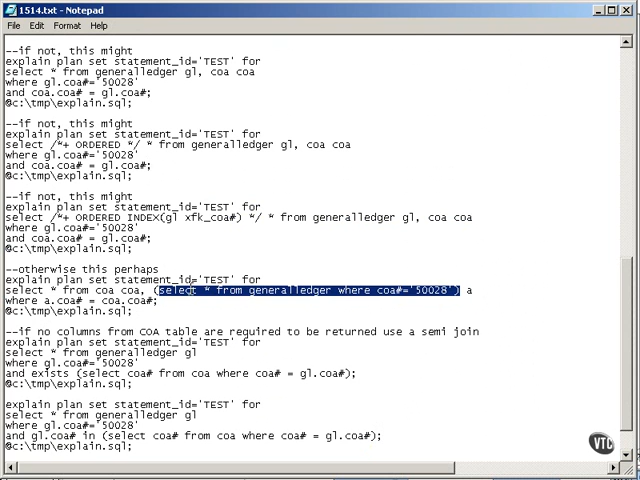 1514.txt - Notepad
File Edit Format Help
--if not, this might
explain plan set statement_id='TEST' for
select * from generalledger gl, coa coa
where gl.coa#='50028'
and coa.coa# = gl.coa#;
@c:\tmp\explain.sql;
--if not, this might
explain plan set statement_id='TEST' for
select /*+ ORDERED */ * from generalledger gl, coa coa
where gl.coa#='50028'
and coa.coa# = gl.coa#;
@c:\tmp\explain.sql;
--if not, this might
explain plan set statement_id='TEST' for
select /*+ ORDERED INDEX(gl xfk_coa#) */ * from generalledger gl, coa coa
where gl.coa#='50028'
and coa.coa# = gl.coa#;
@c:\tmp\explain.sql;
--otherwise this perhaps
explain plan set statement_id='TEST' for
select * from coa coa, (select * from generalledger where coa#='50028') a
where a.coa# = coa.coa#;
@c:\tmp\explain.sql;
--if no columns from COA table are required to be returned use a semi join
explain plan set statement_id='TEST' for
select * from generalledger gl
where gl.coa#='50028'
and exists (select coa# from coa where coa# = gl.coa#);
@c:\tmp\explain.sql;
explain plan set statement_id='TEST' for
select * from generalledger gl
where gl.coa#='50028'
and gl.coa# in (select coa# from coa where coa# = gl.coa#);
@c:\tmp\explain.sql;
VTC